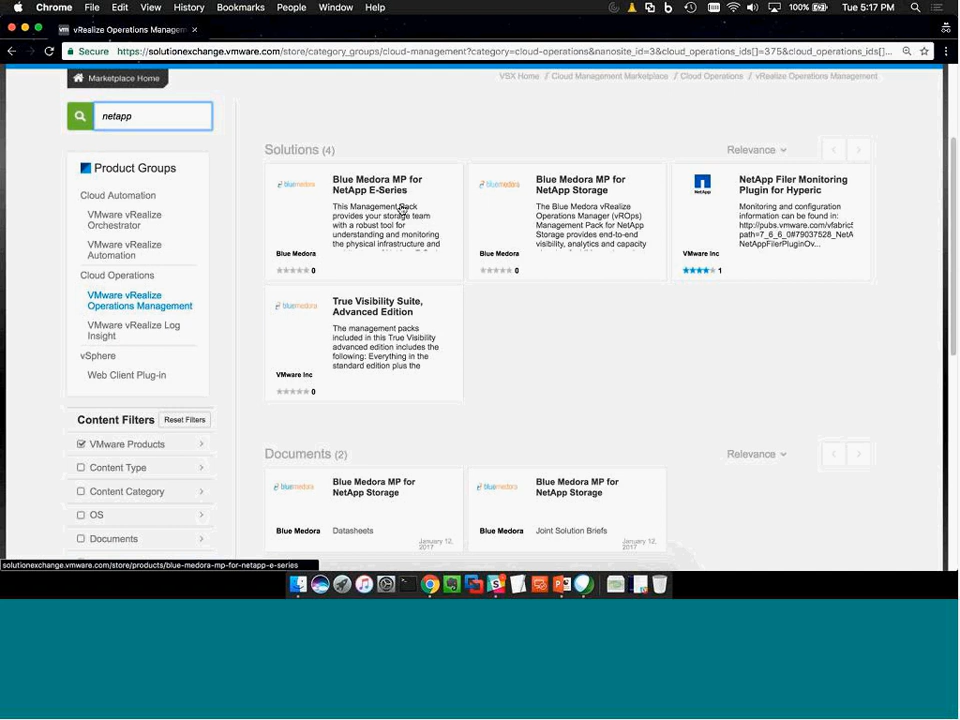 Chrome File Edit View History Bookmarks People Window Help 100% Tue 5:17 PM
vRealize Operations Manage
Secure https://solutionexchange.vmware.com/store/category_groups/cloud-management?category=cloud-operations&nanosite_id=3&cloud_operations_ids[]=375&cloud_operations_ids[]...
Marketplace Home
VSX Home / Cloud Management Marketplace / Cloud Operations / vRealize Operations Management
netapp
Product Groups
Cloud Automation
VMware vRealize
Orchestrator
VMware vRealize
Automation
Cloud Operations
VMware vRealize
Operations Management
VMware vRealize Log
Insight
vSphere
Web Client Plug-in
Content Filters Reset Filters
VMware Products
Content Type
Content Category
OS
Documents
Solutions (4)
Relevance
bluemedora
Blue Medora MP for
NetApp E-Series
This Management Pack
provides your storage team
with a robust tool for
understanding and monitoring
the physical infrastructure and
Blue Medora
0
bluemedora
Blue Medora MP for
NetApp Storage
The Blue Medora vRealize
Operations Manager (vROps)
Management Pack for NetApp
Storage provides end-to-end
visibility, analytics and capacity
Blue Medora
0
NetApp
NetApp Filer Monitoring
Plugin for Hyperic
Monitoring and configuration
information can be found in:
http://pubs.vmware.com/vfabric
path=7_6_6_0#79037528_NetA
NetAppFilerPluginOv...
VMware Inc
1
bluemedora
True Visibility Suite,
Advanced Edition
The management packs
included in this True Visibility
advanced edition includes the
following: Everything in the
standard edition plus the
VMware Inc
0
Documents (2)
Relevance
bluemedora
Blue Medora MP for
NetApp Storage
Blue Medora Datasheets
January 12,
2017
bluemedora
Blue Medora MP for
NetApp Storage
Blue Medora Joint Solution Briefs
January 12,
2017
solutionexchange.vmware.com/store/products/blue-medora-mp-for-netapp-e-series